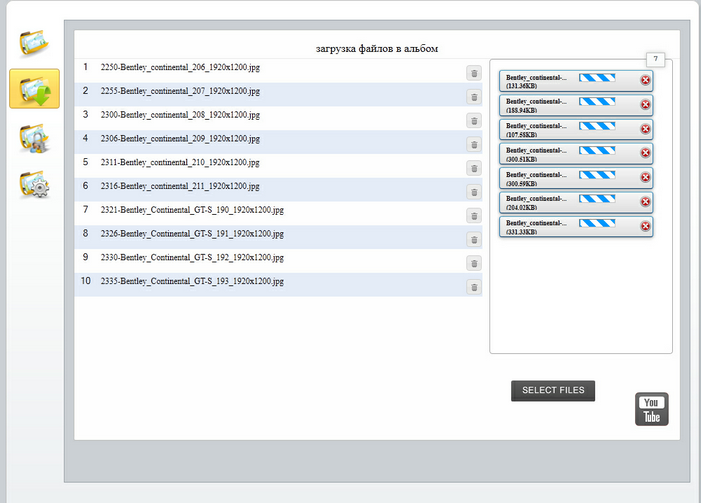 загрузка файлов в альбом
1 2250-Bentley_continental_206_1920x1200.jpg
2 2255-Bentley_continental_207_1920x1200.jpg
3 2300-Bentley_continental_208_1920x1200.jpg
4 2306-Bentley_continental_209_1920x1200.jpg
5 2311-Bentley_continental_210_1920x1200.jpg
6 2316-Bentley_continental_211_1920x1200.jpg
7 2321-Bentley_Continental_GT-S_190_1920x1200.jpg
8 2326-Bentley_Continental_GT-S_191_1920x1200.jpg
9 2330-Bentley_Continental_GT-S_192_1920x1200.jpg
10 2335-Bentley_Continental_GT-S_193_1920x1200.jpg
7
Bentley_continental-...
(131.36KB)
Bentley_continental-...
(188.94KB)
Bentley_continental-...
(107.58KB)
Bentley_continental-...
(300.51KB)
Bentley_continental-...
(300.59KB)
Bentley_continental-...
(204.02KB)
Bentley_continental-...
(331.33KB)
SELECT FILES
You
Tube